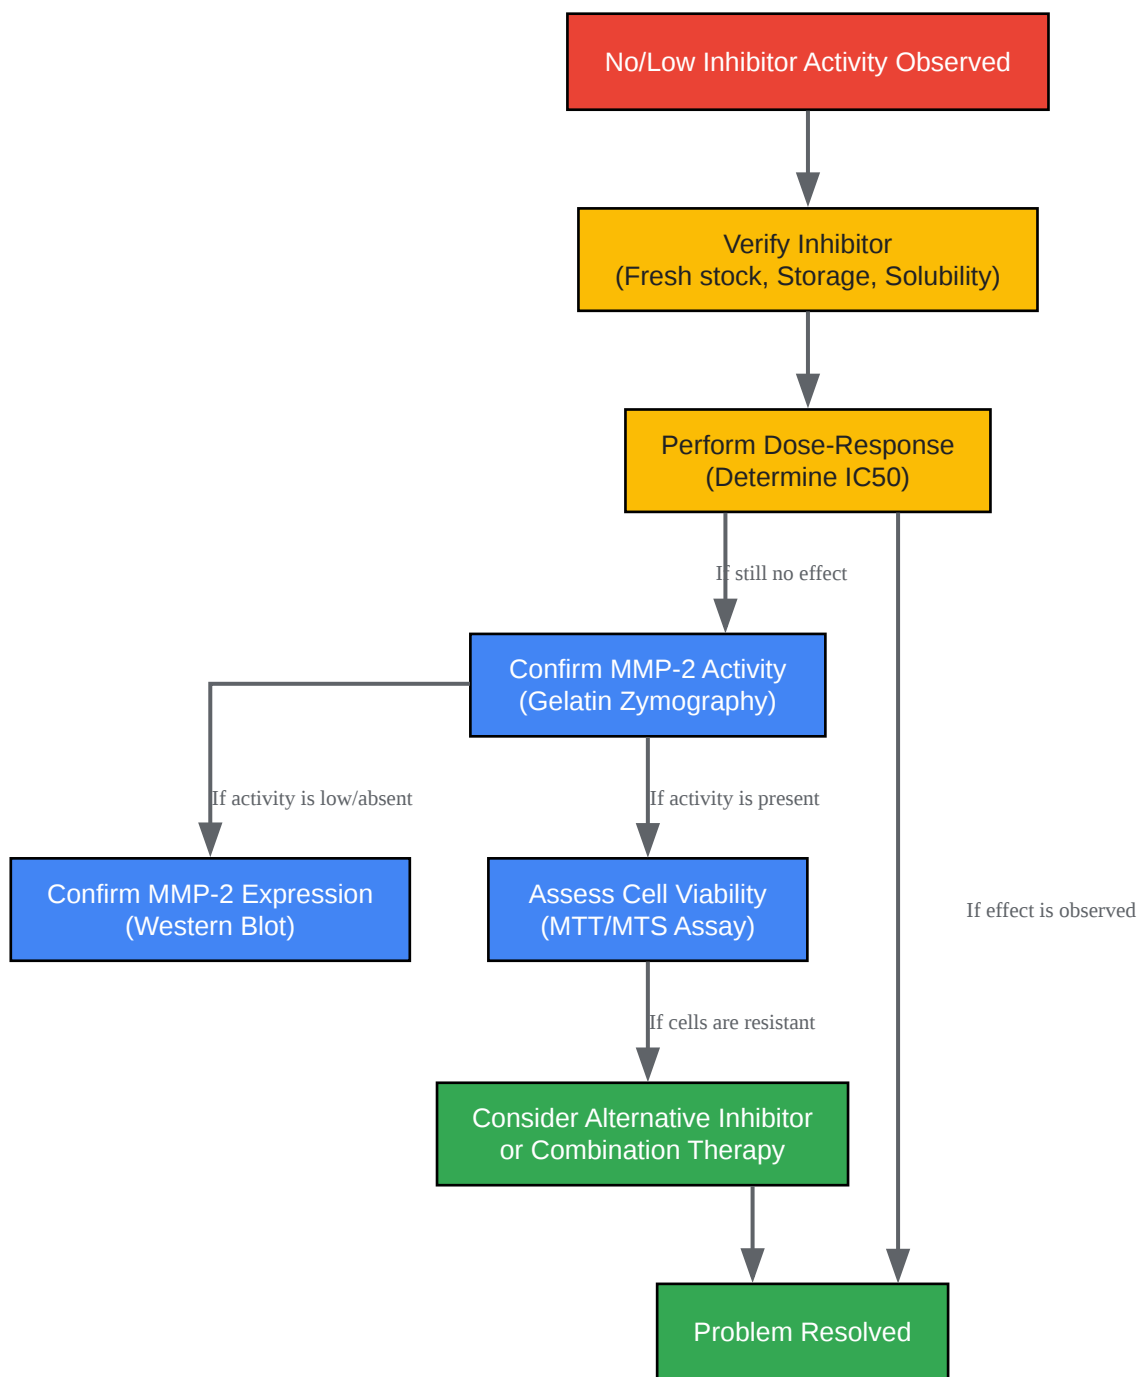 No/Low Inhibitor Activity Observed
Verify Inhibitor
(Fresh stock, Storage, Solubility)
Perform Dose-Response
(Determine IC50)
If still no effect
Confirm MMP-2 Activity
(Gelatin Zymography)
If activity is low/absent
If activity is present
Confirm MMP-2 Expression
(Western Blot)
Assess Cell Viability
(MTT/MTS Assay)
If effect is observed
If cells are resistant
Consider Alternative Inhibitor
or Combination Therapy
Problem Resolved